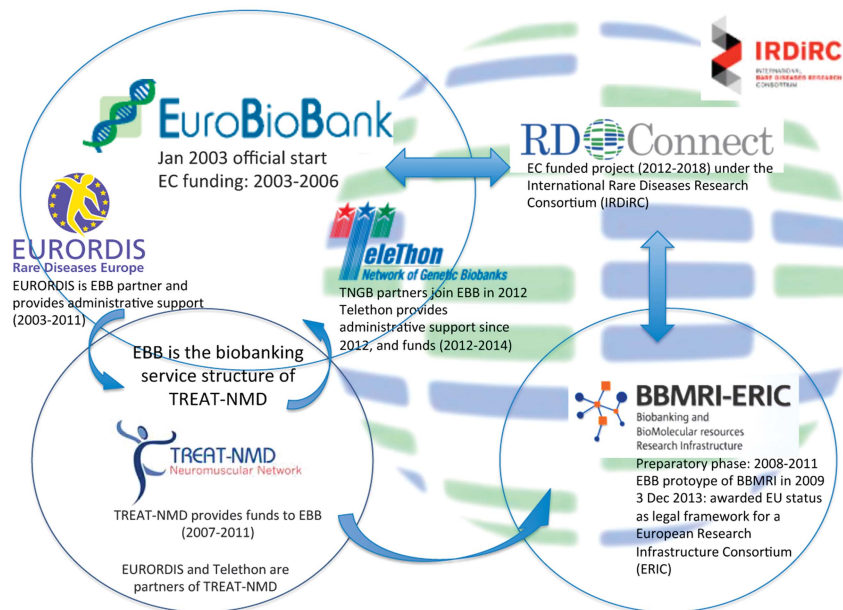 EuroBioBank
Jan 2003 official start
EC funding: 2003-2006
IRDiRC
INTERNATIONAL
RARE DISEASES RESEARCH
CONSORTIUM
RD Connect
EC funded project (2012-2018) under the
International Rare Diseases Research
Consortium (IRDiRC)
EURORDIS
Rare Diseases Europe
EURORDIS is EBB partner and
provides administrative support
(2003-2011)
TeleThon
Network of Genetic Biobanks
TNGB partners join EBB in 2012
Telethon provides
administrative support since
2012, and funds (2012-2014)
EBB is the biobanking
service structure of
TREAT-NMD
TREAT-NMD
Neuromuscular Network
TREAT-NMD provides funds to EBB
(2007-2011)
EURORDIS and Telethon are
partners of TREAT-NMD
BBMRI-ERIC
Biobanking and
BioMolecular resources
Research Infrastructure
Preparatory phase: 2008-2011
EBB protoype of BBMRI in 2009
3 Dec 2013: awarded EU status
as legal framework for a
European Research
Infrastructure Consortium
(ERIC)